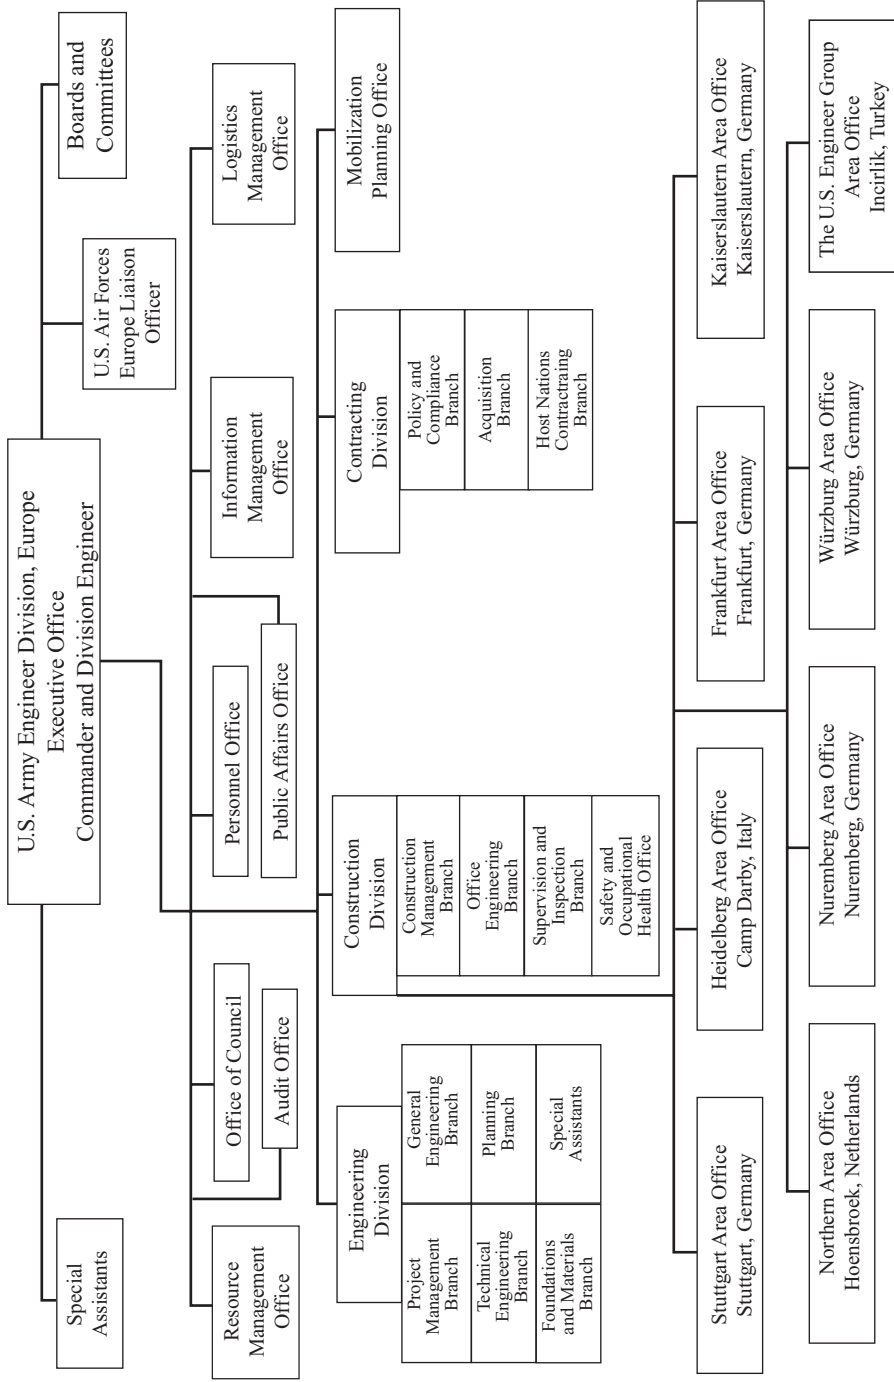 U.S. Army Engineer Division, Europe
Executive Office
Commander and Division Engineer
Special
Assistants
U.S. Air Forces
Europe Liaison
Officer
Boards and
Committees
Resource
Management
Office
Office of Council
Audit Office
Personnel Office
Public Affairs Office
Information
Management
Office
Logistics
Management
Office
Engineering
Division
Project
Management
Branch
General
Engineering
Branch
Technical
Engineering
Branch
Planning
Branch
Foundations
and Materials
Branch
Special
Assistants
Construction
Division
Construction
Management
Branch
Office
Engineering
Branch
Supervision and
Inspection
Branch
Safety and
Occupational
Health Office
Contracting
Division
Policy and
Compliance
Branch
Acquisition
Branch
Host Nations
Contractraing
Branch
Mobilization
Planning Office
Stuttgart Area Office
Stuttgart, Germany
Heidelberg Area Office
Camp Darby, Italy
Frankfurt Area Office
Frankfurt, Germany
Kaiserslautern Area Office
Kaiserslautern, Germany
Northern Area Office
Hoensbroek, Netherlands
Nuremberg Area Office
Nuremberg, Germany
Würzburg Area Office
Würzburg, Germany
The U.S. Engineer Group
Area Office
Incirlik, Turkey